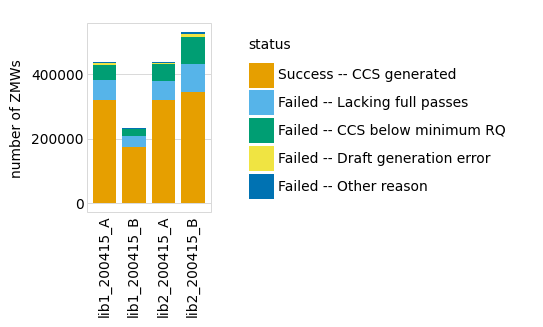 number of ZMWs
400000
200000
0
lib1_200415_A
lib1_200415_B
lib2_200415_A
lib2_200415_B
status
Success -- CCS generated
Failed -- Lacking full passes
Failed -- CCS below minimum RQ
Failed -- Draft generation error
Failed -- Other reason